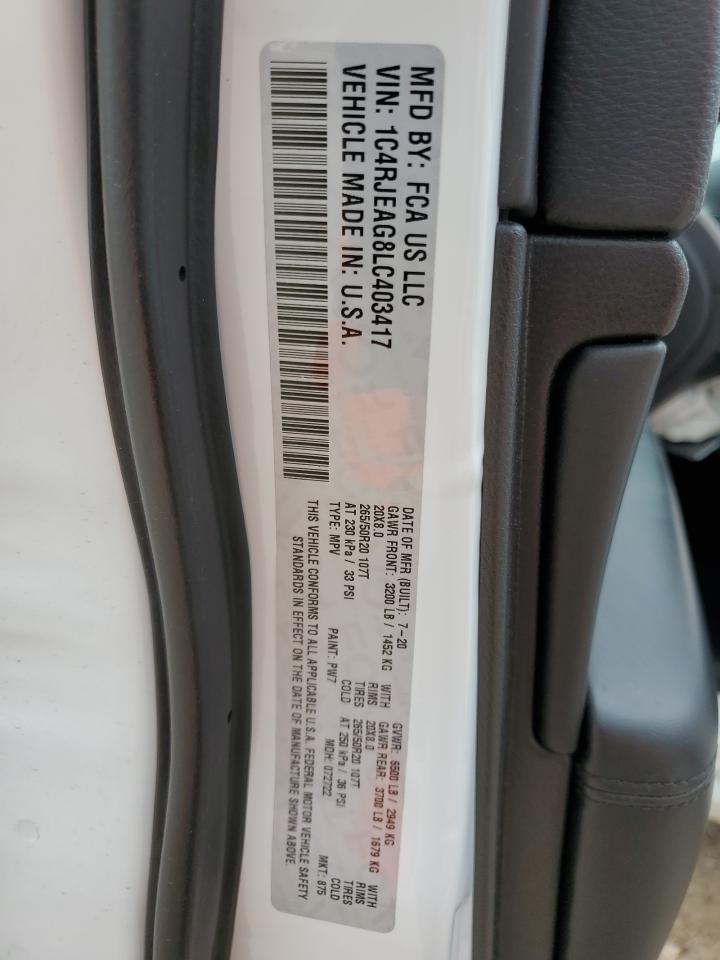 MFD BY: FCA US LLC
VIN: 1C4RJEAG8LC403417
VEHICLE MADE IN: U.S.A.
DATE OF MFR (BUILT): 7-20 GVWR: 6500 LB / 2949 KG
GAWR FRONT: 3200 LB / 1452 KG WITH GAWR REAR: 3700 LB / 1679 KG WITH
20X8.0 RIMS 20X8.0 RIMS
265/50R20 107T TIRES 265/50R20 107T TIRES
AT 230 kPa / 33 PSI COLD AT 250 kPa / 36 PSI COLD
TYPE: MPV PAINT: PW7 MDH: 072722 MKT: 875
THIS VEHICLE CONFORMS TO ALL APPLICABLE U.S.A. FEDERAL MOTOR VEHICLE SAFETY
STANDARDS IN EFFECT ON THE DATE OF MANUFACTURE SHOWN ABOVE.